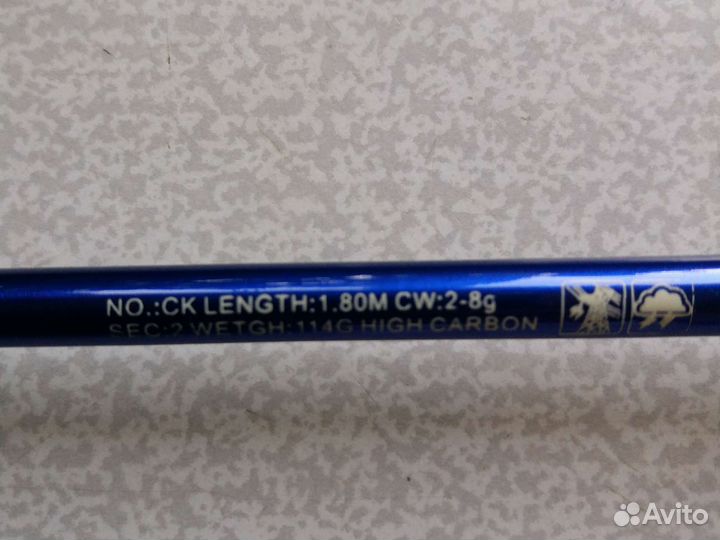 NO.:CK LENGTH:1.80M CW:2-8g
SEC:2 WETGH:114G HIGH CARBON
Avito